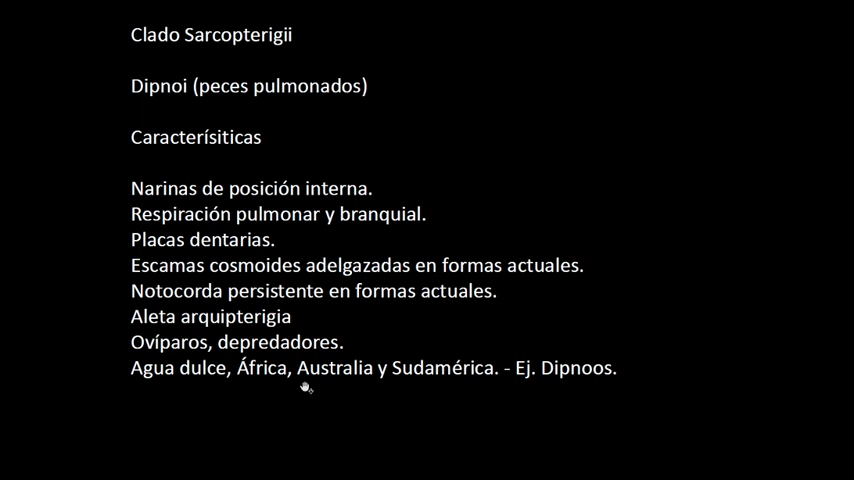 Clado Sarcopterigii
Dipnoi (peces pulmonados)
Caracterísiticas
Narinas de posición interna.
Respiración pulmonar y branquial.
Placas dentarias.
Escamas cosmoides adelgazadas en formas actuales.
Notocorda persistente en formas actuales.
Aleta arquipterigia
Ovíparos, depredadores.
Agua dulce, África, Australia y Sudamérica. - Ej. Dipnoos.